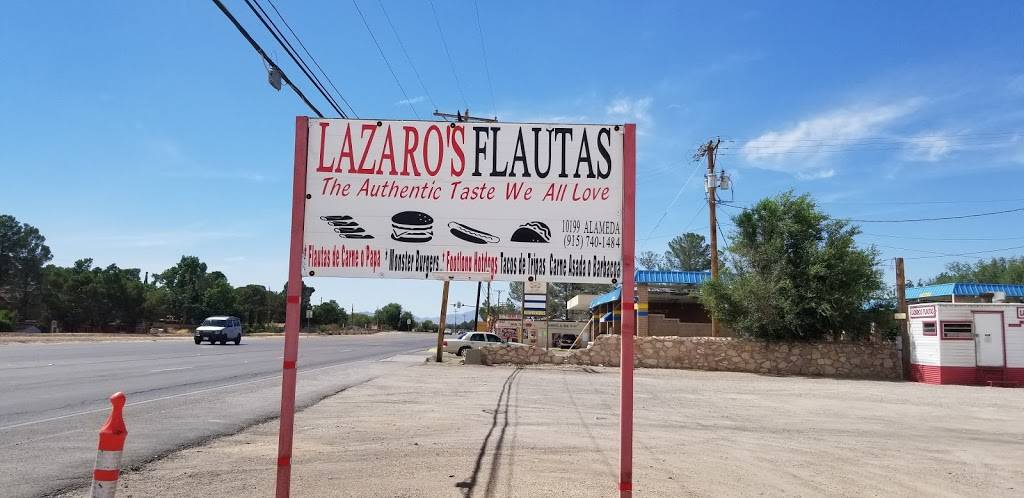 LAZARO'S FLAUTAS
The Authentic Taste We All Love
10199 ALAMEDA
(915) 740-1484
* Flautas de Carne o Papa * Monster Burgers * Footlong Hotdogs Tacos de Tripas Carne Asada o Barbacoa